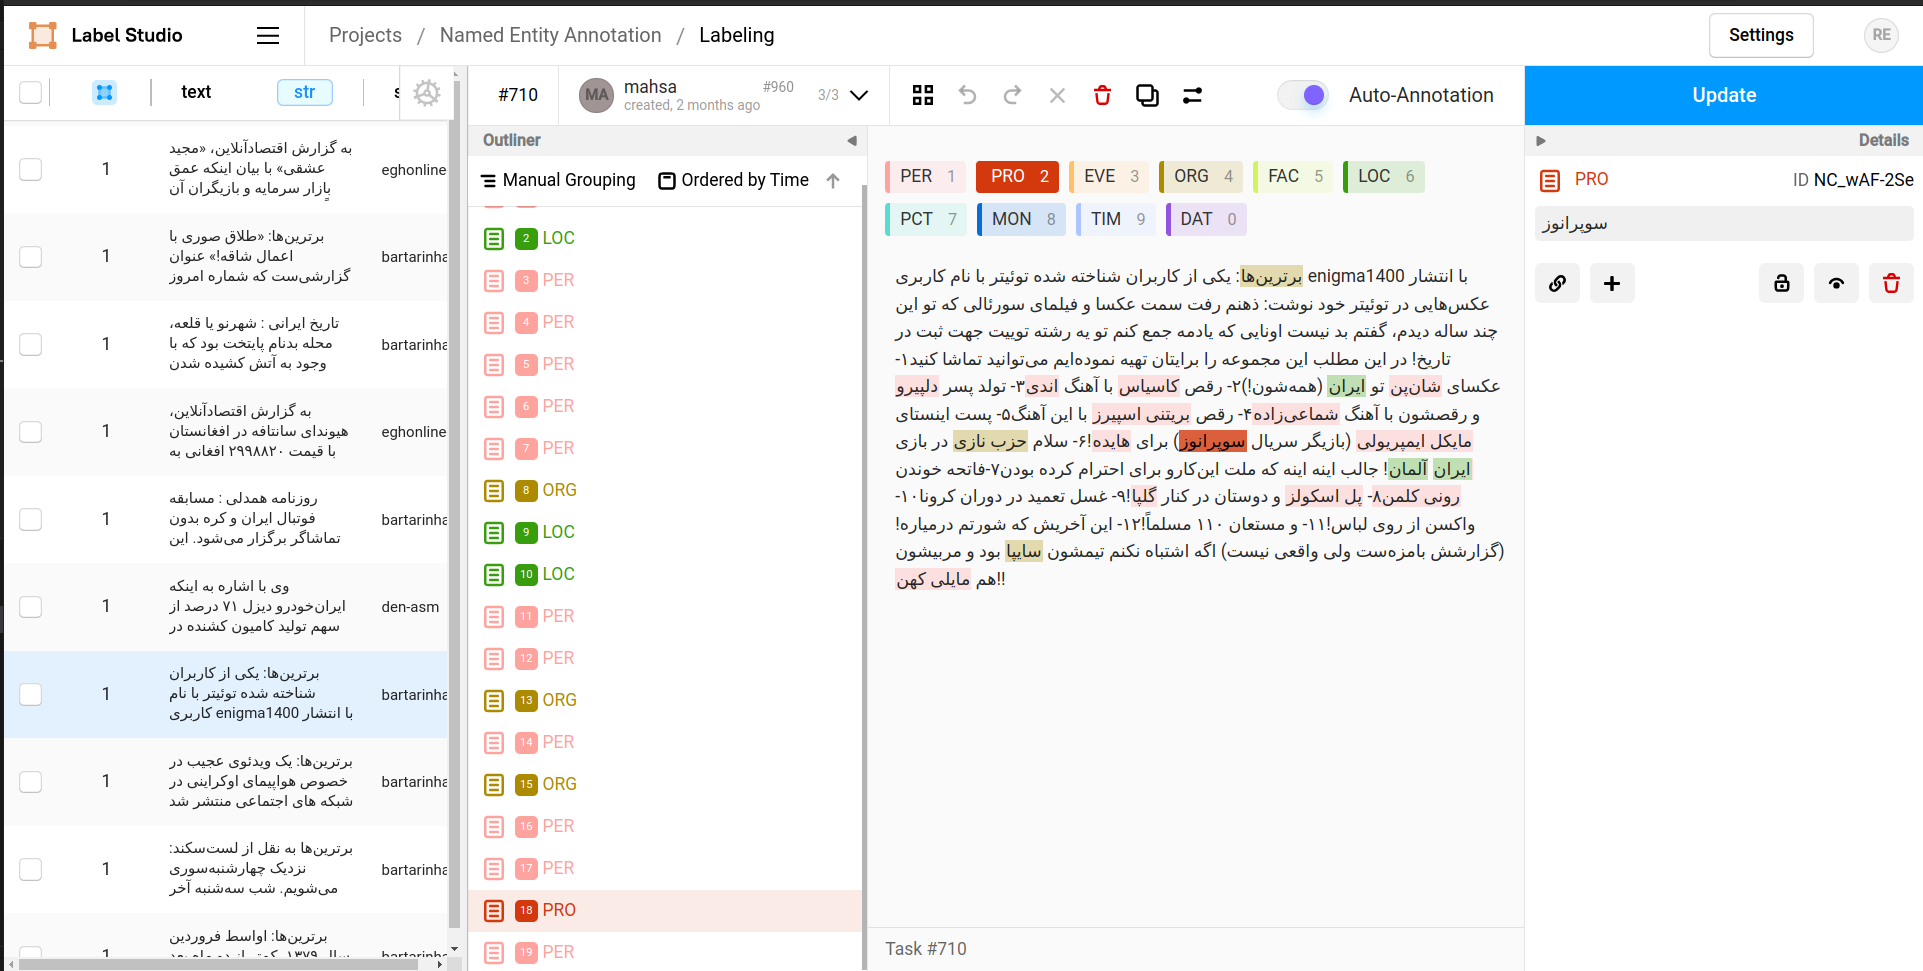 Label Studio
Projects / Named Entity Annotation / Labeling
Settings
RE
text
str
#710
MA
mahsa
created, 2 months ago
#960
3/3
Auto-Annotation
Update
1
به گزارش اقتصادآنلاین، «مجید
عشقی» با بیان اینکه عمق
بازار سرمایه و بازیگران آن
eghonline
1
برترین‌ها: «طلاق صوری با
اعمال شاقه!» عنوان
گزارشی‌ست که شماره امروز
bartarinha
1
تاریخ ایرانی : شهرنو یا قلعه،
محله بدنام پایتخت بود که با
وجود به آتش کشیده شدن
bartarinha
1
به گزارش اقتصادآنلاین،
هیوندای سانتافه در افغانستان
با قیمت ۲۹۹۸۸۲۰ افغانی به
eghonline
1
روزنامه همدلی : مسابقه
فوتبال ایران و کره بدون
تماشاگر برگزار می‌شود. این
bartarinha
1
وی با اشاره به اینکه
ایران‌خودرو دیزل ۷۱ درصد از
سهم تولید کامیون کشنده در
den-asm
1
برترین‌ها: یکی از کاربران
شناخته شده توئیتر با نام
کاربری enigma1400 با انتشار
bartarinha
1
برترین‌ها: یک ویدئوی عجیب در
خصوص هواپیمای اوکراینی در
شبکه های اجتماعی منتشر شد
bartarinha
1
برترین‌ها به نقل از لست‌سکند:
نزدیک چهارشنبه‌سوری
می‌شویم. شب سه‌شنبه آخر
bartarinha
1
برترین‌ها: اواسط فروردین
Outliner
Manual Grouping
Ordered by Time
2 LOC
3 PER
4 PER
5 PER
6 PER
7 PER
8 ORG
9 LOC
10 LOC
11 PER
12 PER
13 ORG
14 PER
15 ORG
16 PER
17 PER
18 PRO
19 PER
PER 1
PRO 2
EVE 3
ORG 4
FAC 5
LOC 6
PCT 7
MON 8
TIM 9
DAT 0
برترین‌ها: یکی از کاربران شناخته شده توئیتر با نام کاربری enigma1400 با انتشار
عکس‌هایی در توئیتر خود نوشت: ذهنم رفت سمت عکسا و فیلمای سورئالی که تو این
چند ساله دیدم، گفتم بد نیست اونایی که یادمه جمع کنم تو یه رشته توییت جهت ثبت در
تاریخ! در این مطلب این مجموعه را برایتان تهیه نموده‌ایم می‌توانید تماشا کنید۱-
عکسای شان‌پن تو ایران (همه‌شون!)۲- رقص کاسیاس با آهنگ اندی۳- تولد پسر دلپیرو
و رقصشون با آهنگ شماعی‌زاده۴- رقص بریتنی اسپیرز با این آهنگ۵- پست اینستای
مایکل ایمپریولی (بازیگر سریال سوپرانوز) برای هایده!۶- سلام حزب نازی در بازی
ایران آلمان! جالب اینه اینه که ملت این‌کارو برای احترام کرده بودن۷-فاتحه خوندن
رونی کلمن۸- پل اسکولز و دوستان در کنار گلپا!۹- غسل تعمید در دوران کرونا۱۰-
واکسن از روی لباس!۱۱- و مستعان ۱۱۰ مسلماً!۱۲- این آخریش که شورتم درمیاره!
(گزارشش بامزه‌ست ولی واقعی نیست) اگه اشتباه نکنم تیمشون سایپا بود و مربیشون
هم مایلی کهن!!
Task #710
Details
PRO
ID NC_wAF-2Se
سوپرانوز